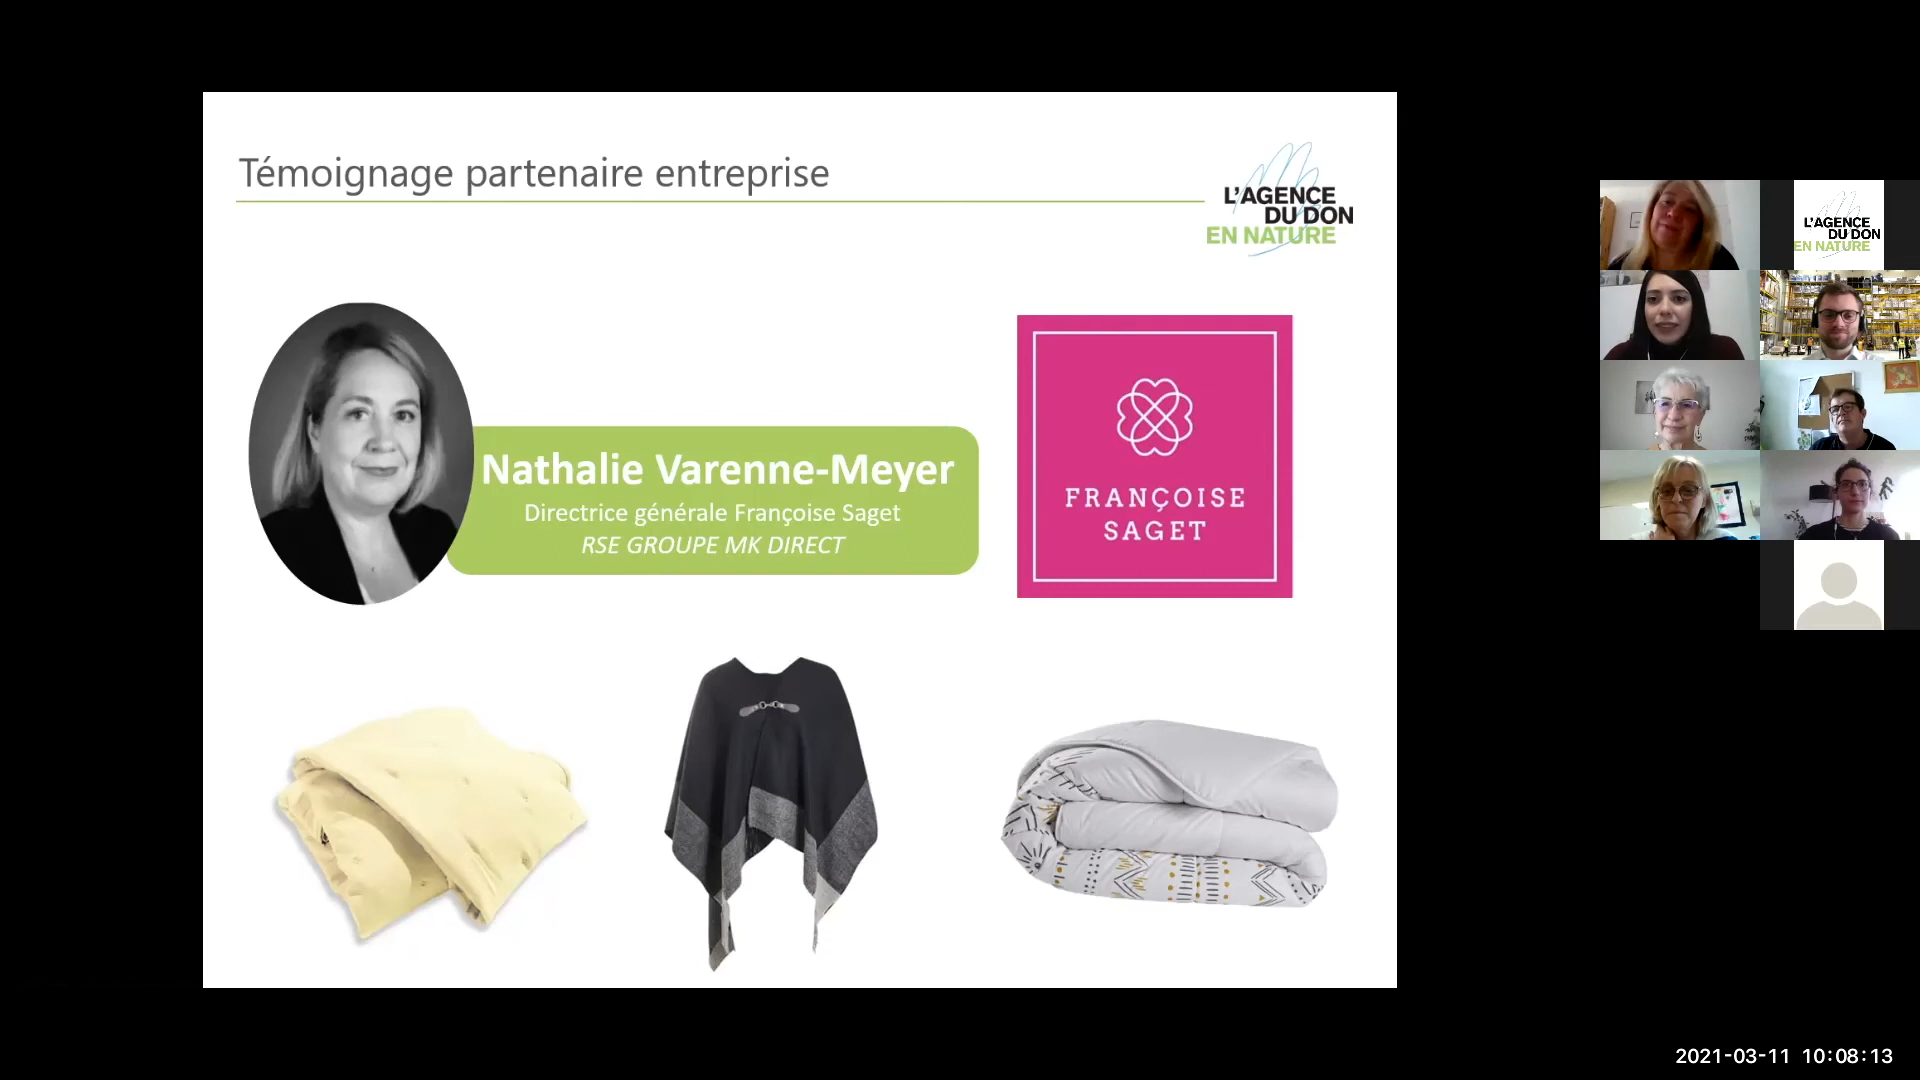 Témoignage partenaire entreprise
L'AGENCE
DU DON
EN NATURE
Nathalie Varenne-Meyer
Directrice générale Françoise Saget
RSE GROUPE MK DIRECT
FRANÇOISE
SAGET
L'AGENCE
DU DON
EN NATURE
2021-03-11 10:08:13